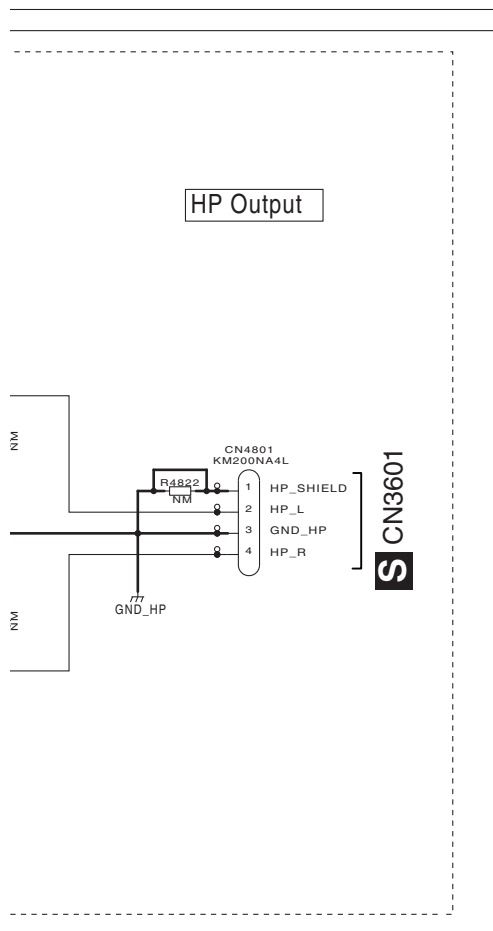 HP Output
NM
CN4801
KM200NA4L
R4822
NM
1 HP_SHIELD
2 HP_L
3 GND_HP
4 HP_R
S CN3601
GND_HP
NM